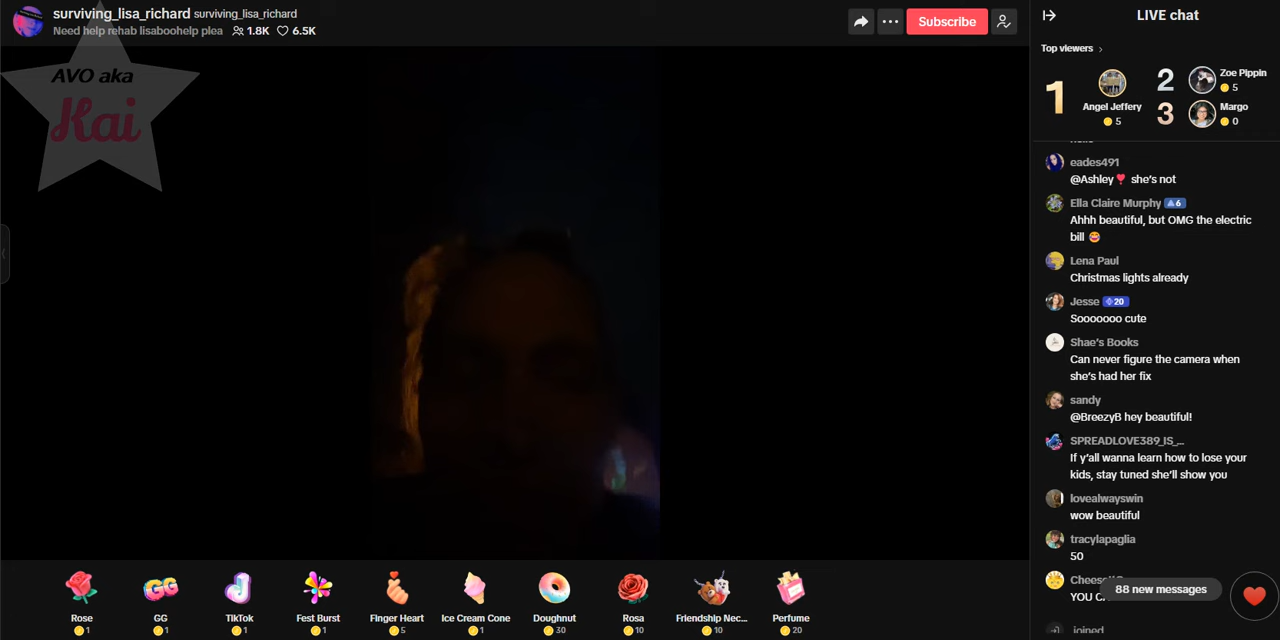 surviving_lisa_richard surviving_lisa_richard
Need help rehab lisaboohelp plea 1.8K 6.5K
Subscribe
AVO aka
Kai
LIVE chat
Top viewers
1
Angel Jeffery
5
2
Zoe Pippin
5
3
Margo
0
eades491
@Ashley❣️ she's not
Ella Claire Murphy 6
Ahhh beautiful, but OMG the electric
bill 😂
Lena Paul
Christmas lights already
Jesse 20
Sooooooo cute
Shae's Books
Can never figure the camera when
she's had her fix
sandy
@BreezyB hey beautiful!
SPREADLOVE389_IS_...
If y'all wanna learn how to lose your
kids, stay tuned she'll show you
lovealwayswin
wow beautiful
tracylapaglia
50
88 new messages
joined
Rose
1
GG
GG
1
TikTok
1
Fest Burst
1
Finger Heart
5
Ice Cream Cone
1
Doughnut
30
Rosa
10
Friendship Nec...
10
Perfume
20